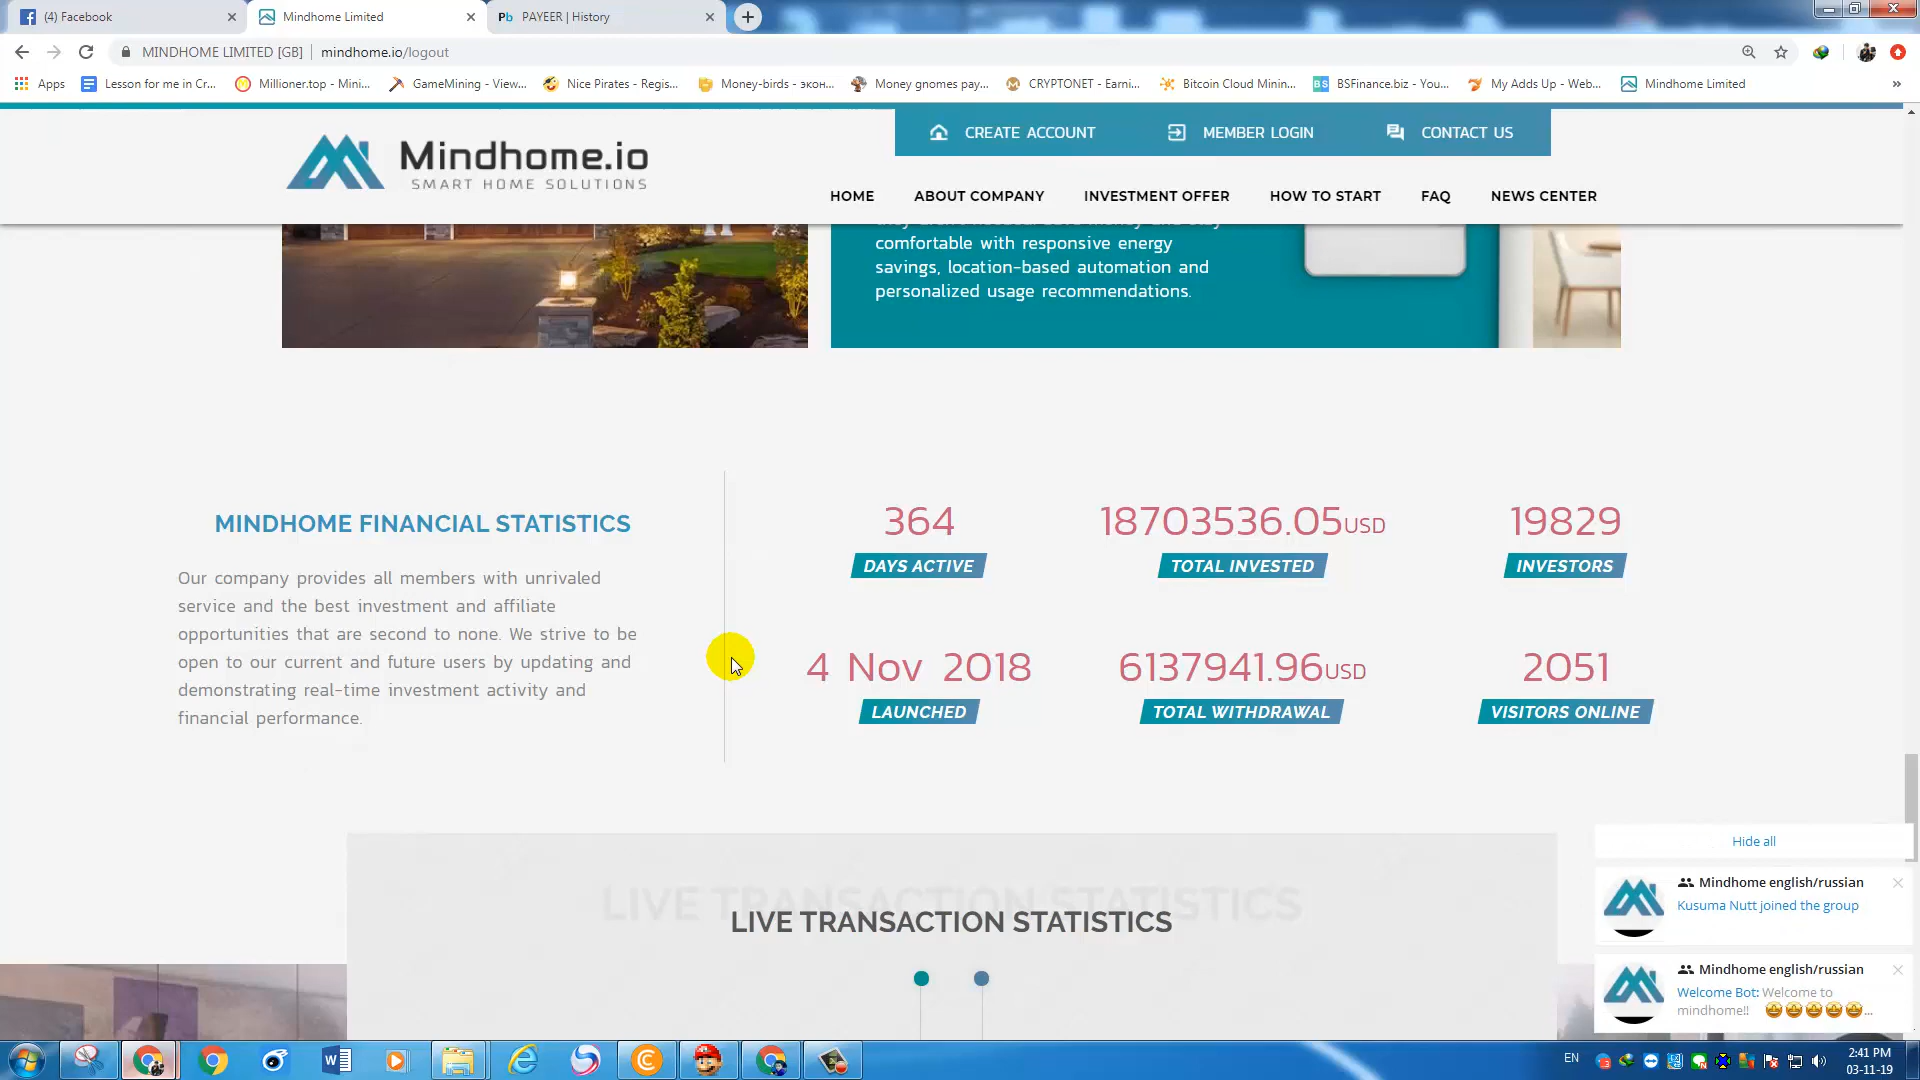 (4) Facebook
Mindhome Limited
Pb PAYEER | History
MINDHOME LIMITED [GB] | mindhome.io/logout
Apps
Lesson for me in Cr...
Millioner.top - Mini...
GameMining - View...
Nice Pirates - Regis...
Money-birds - экон...
Money gnomes pay...
CRYPTONET - Earni...
Bitcoin Cloud Minin...
BSFinance.biz - You...
My Adds Up - Web...
Mindhome Limited
»
Mindhome.io
SMART HOME SOLUTIONS
CREATE ACCOUNT
MEMBER LOGIN
CONTACT US
HOME
ABOUT COMPANY
INVESTMENT OFFER
HOW TO START
FAQ
NEWS CENTER
comfortable with responsive energy
savings, location-based automation and
personalized usage recommendations.
MINDHOME FINANCIAL STATISTICS
Our company provides all members with unrivaled
service and the best investment and affiliate
opportunities that are second to none. We strive to be
open to our current and future users by updating and
demonstrating real-time investment activity and
financial performance.
364
DAYS ACTIVE
18703536.05USD
TOTAL INVESTED
19829
INVESTORS
4 Nov 2018
LAUNCHED
6137941.96USD
TOTAL WITHDRAWAL
2051
VISITORS ONLINE
LIVE TRANSACTION STATISTICS
LIVE TRANSACTION STATISTICS
Hide all
Mindhome english/russian
Kusuma Nutt joined the group
Mindhome english/russian
Welcome Bot: Welcome to
mindhome!! 🤩🤩🤩🤩🤩...
EN
2:41 PM
03-11-19